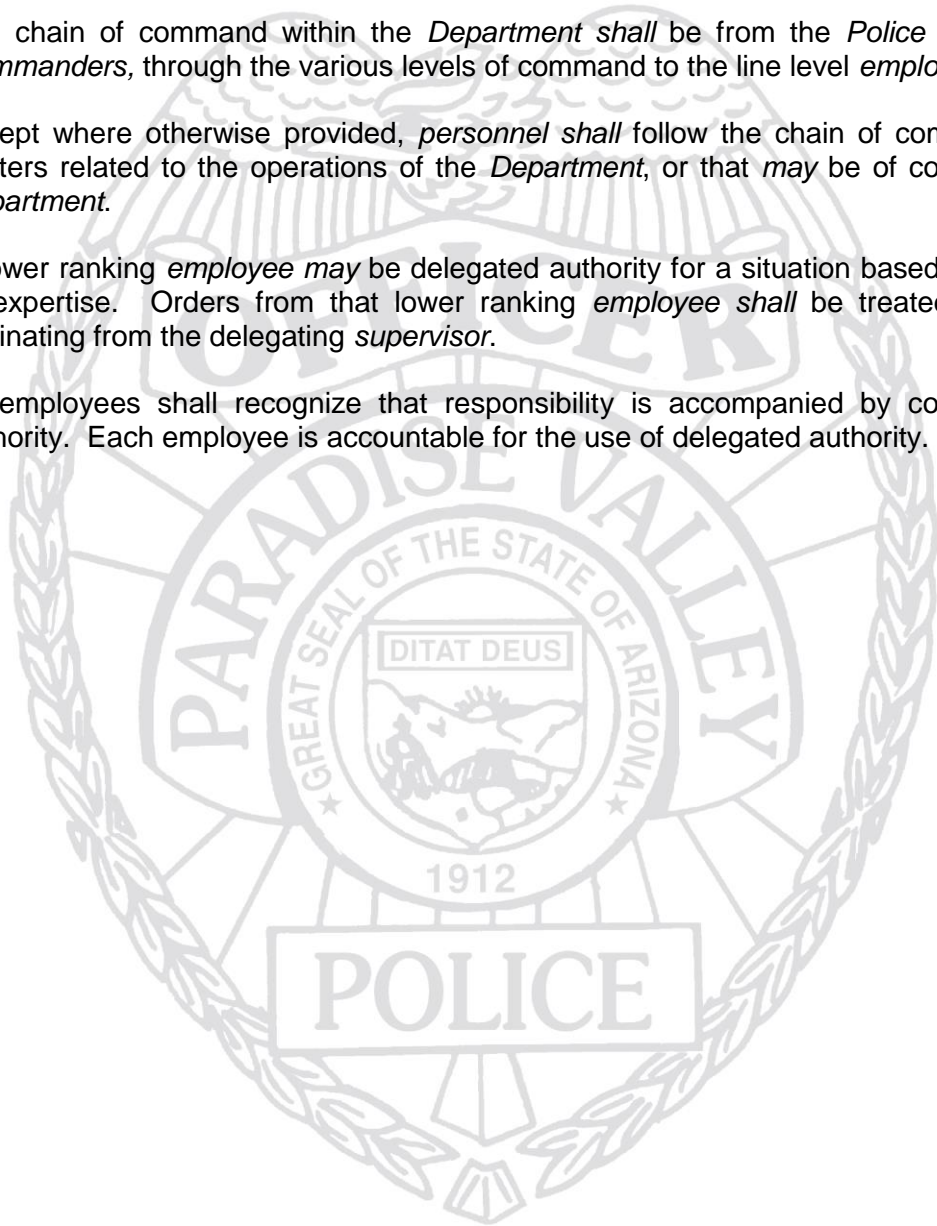 chain of command within the Department shall be from the Police
mmanders, through the various levels of command to the line level emplo
ept where otherwise provided, personnel shall follow the chain of com
ters related to the operations of the Department, or that may be of co
partment.
ower ranking employee may be delegated authority for a situation based
expertise. Orders from that lower ranking employee shall be treated
inating from the delegating supervisor.
employees shall recognize that responsibility is accompanied by co
hority. Each employee is accountable for the use of delegated authority.
OFFICER
PARADISE VALLEY
GREAT SEAL OF THE STATE OF ARIZONA
DITAT DEUS
1912
POLICE